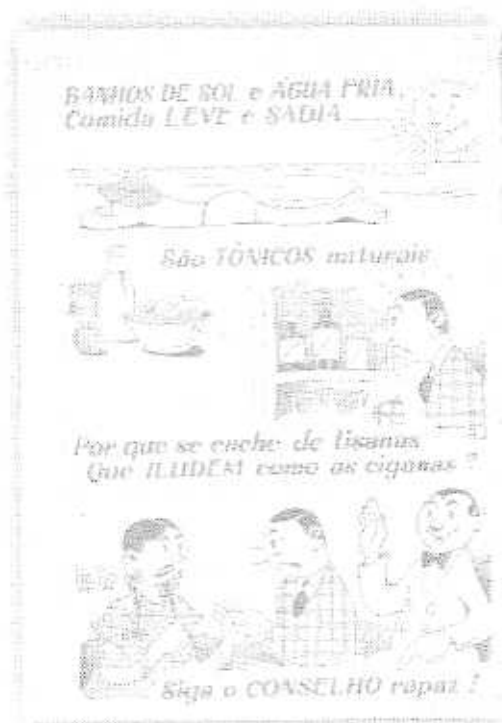 BANHOS DE SOL e ÁGUA FRIA,
Comida LEVE e SADIA
São TÔNICOS naturais
Por que se enche de tisanas
Que ILUDEM como as ciganas ?
Siga o CONSELHO rapaz !